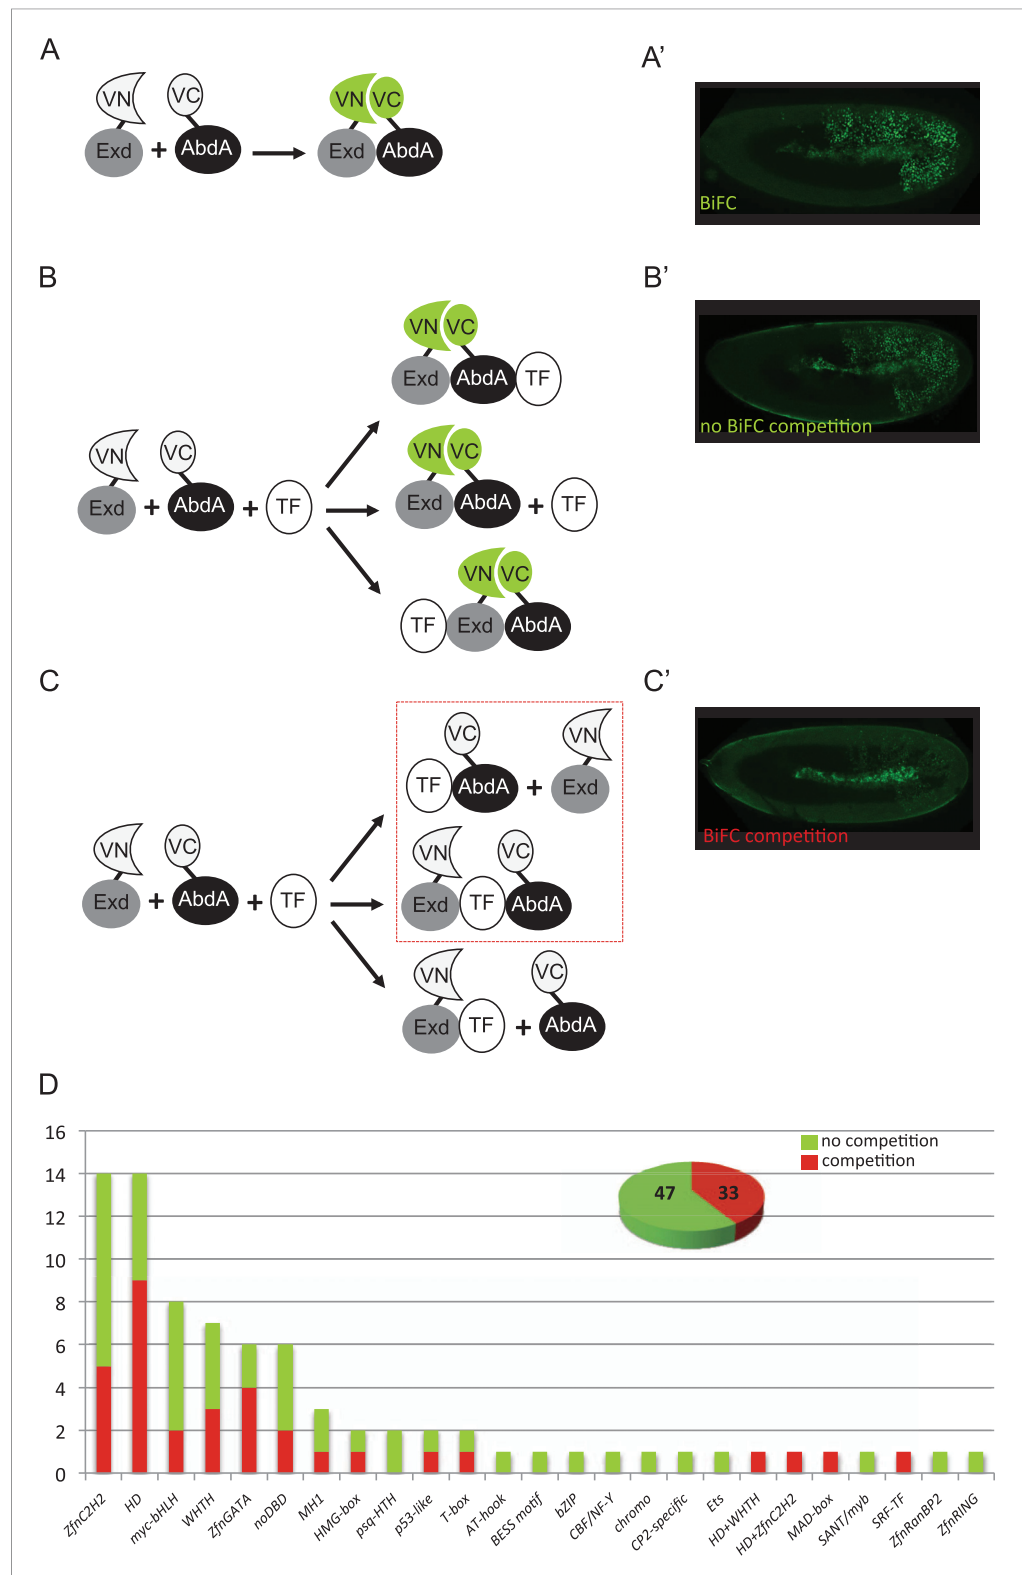 A
VN
VC
Exd
+
AbdA
VN
VC
Exd
AbdA
A'
BiFC
B
VN
VC
Exd
AbdA
TF
VN
VC
Exd
+
AbdA
+
TF
VN
VC
Exd
AbdA
+
TF
VN
VC
TF
Exd
AbdA
B'
no BiFC competition
C
VC
VN
TF
AbdA
+
Exd
VN
VC
Exd
+
AbdA
+
TF
VN
VC
Exd
TF
AbdA
VN
VC
Exd
TF
+
AbdA
C'
BiFC competition
D
16
14
12
10
8
6
4
2
0
no competition
competition
47
33
ZfnC2H2
HD
myc-bHLH
WHTH
ZfnGATA
noDBD
MH1
HMG-box
psq-HTH
p53-like
T-box
AT-hook
BESS motif
bZIP
CBF/NF-Y
chromo
CP2-specific
Ets
HD+WHTH
HD+ZfnC2H2
MAD-box
SANT/myb
SRF-TF
ZfnRanBP2
ZfnRING